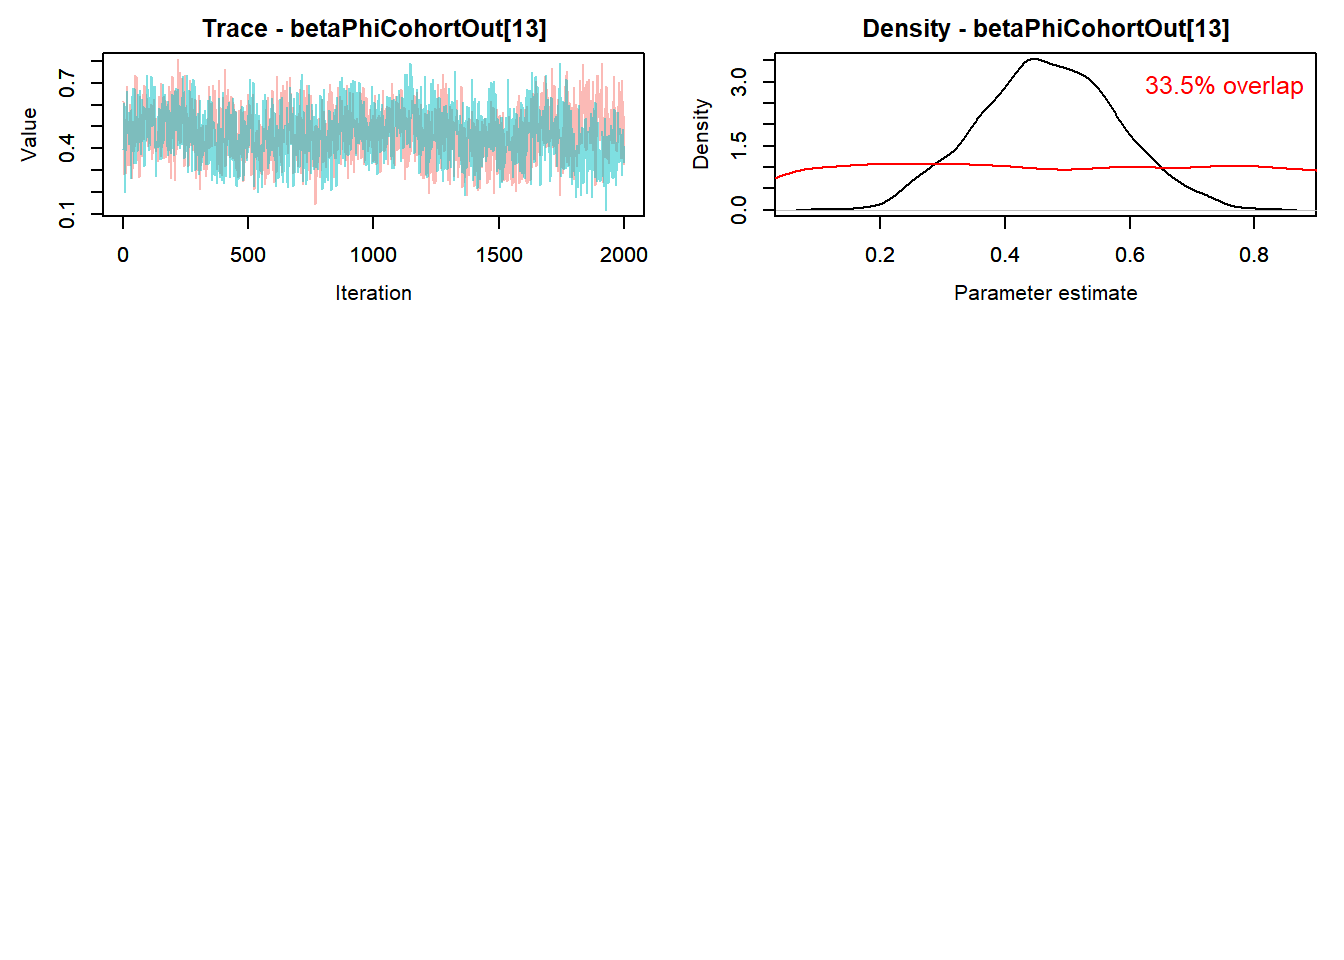 Trace - betaPhiCohortOut[13]
Value
0.1
0.4
0.7
0
500
1000
1500
2000
Iteration
Density - betaPhiCohortOut[13]
33.5% overlap
Density
0.0
1.5
3.0
0.2
0.4
0.6
0.8
Parameter estimate